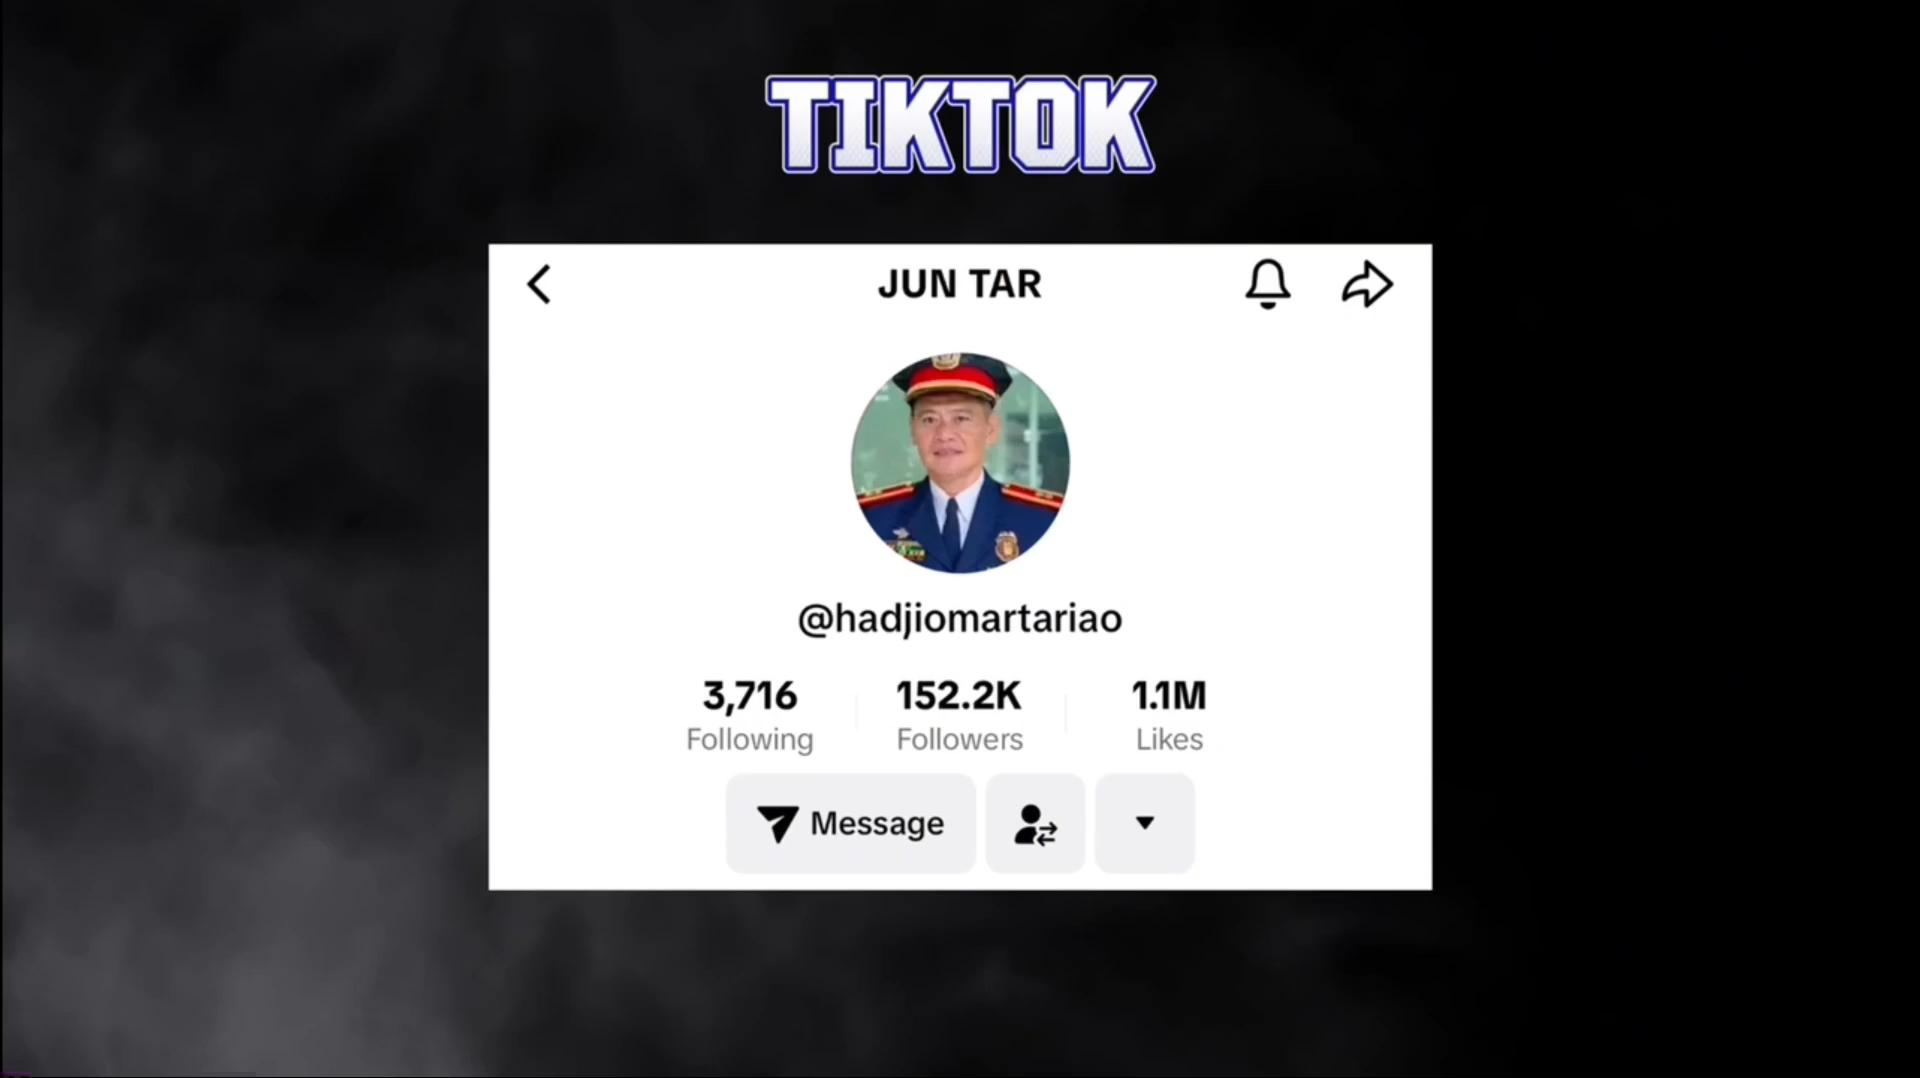 TIKTOK
JUN TAR
@hadjiomartariao
3,716 152.2K 1.1M
Following Followers Likes
Message